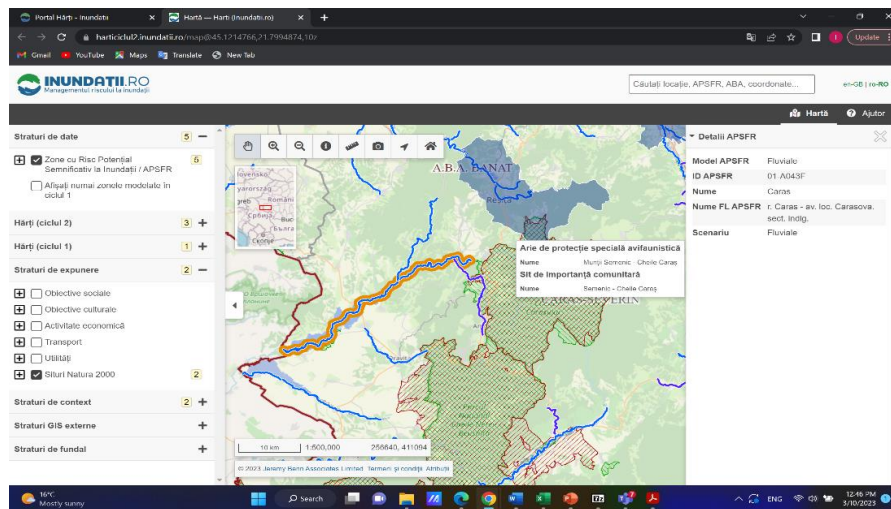 Portal Hărți - Inundatii
Hartă — Harti (Inundatii.ro)
harticiclul2.inundatii.ro/map@45.1214766,21.7994874,10z
Update
Gmail
YouTube
Maps
Translate
New Tab
INUNDATII.RO
Managementul riscului la inundații
Căutați locație, APSFR, ABA, coordonate...
en-GB | ro-RO
Hartă
Ajutor
Straturi de date 5
Zone cu Risc Potențial
Semnificativ la Inundații / APSFR 5
Afișați numai zonele modelate în
ciclul 1
Hărți (ciclul 2) 3
Hărți (ciclul 1) 1
Straturi de expunere 2
Obiective sociale
Obiective culturale
Activitate economică
Transport
Utilități
Situri Natura 2000 2
Straturi de context 2
Straturi GIS externe
Straturi de fundal
A.B.A. BANAT
Reșița
CARAȘ-SEVERIN
Arie de protecție specială avifaunistică
Nume Munții Semenic - Cheile Caraș
Sit de importanță comunitară
Nume Semenic - Cheile Caraș
10 km
1:500,000
256640, 411094
© 2023 Jeremy Benn Associates Limited Termeni și condiții Atribuții
Detalii APSFR
Model APSFR Fluviale
ID APSFR 01.A043F
Nume Caras
Nume FL APSFR r. Caras - av. loc. Carasova,
sect. indig.
Scenariu Fluviale
16°C
Mostly sunny
Search
ENG
12:46 PM
3/10/2023